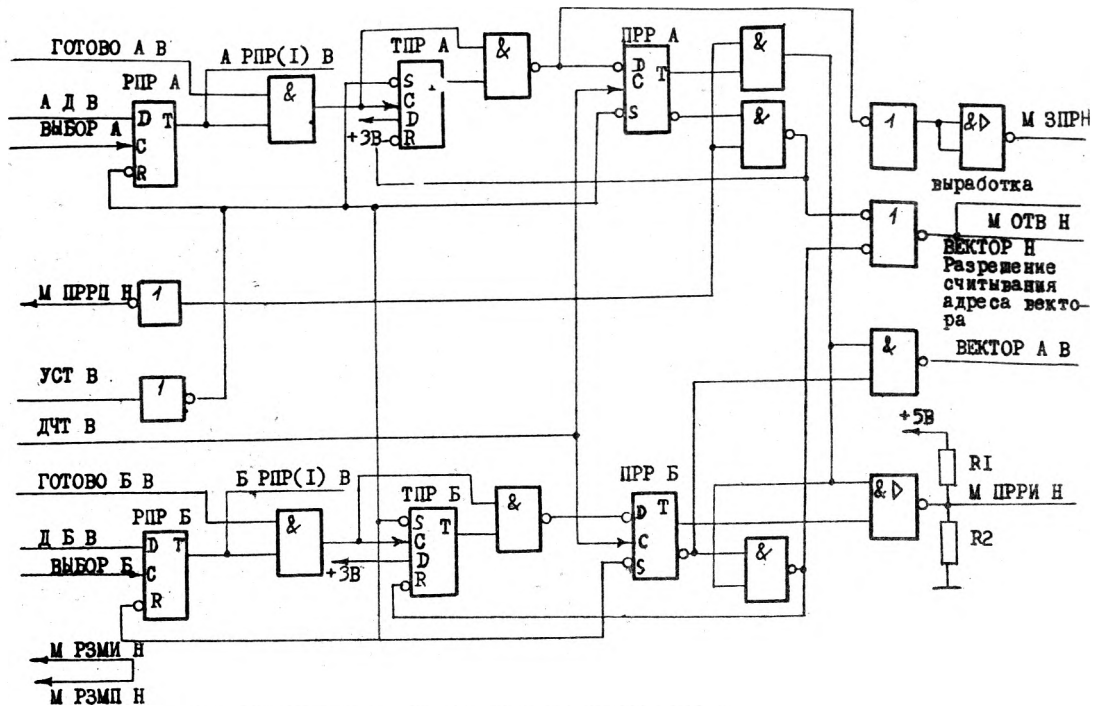 ГОТОВО А В
А РПР(I) В
РПР А
А Д В
D T
ВЫБОР А
C
R
&
ТПР А
S
C
D
+3В
R
&
ПРР А
D T
C
S
&
&
1
&▷
М ЗПРН
выработка
1
М ОТВ Н
ВЕКТОР Н
Разрешение
считывания
адреса векто-
ра
М ПРРП Н
1
УСТ В
1
ДЧТ В
&
ВЕКТОР А В
+5В
R1
&▷
М ПРРИ Н
R2
ГОТОВО Б В
Б РПР(I) В
РПР Б
Д Б В
D T
ВЫБОР Б
C
R
&
ТПР Б
S T
C
D
+3В
R
&
ПРР Б
D T
C
S
&
М РЗМИ Н
М РЗМП Н